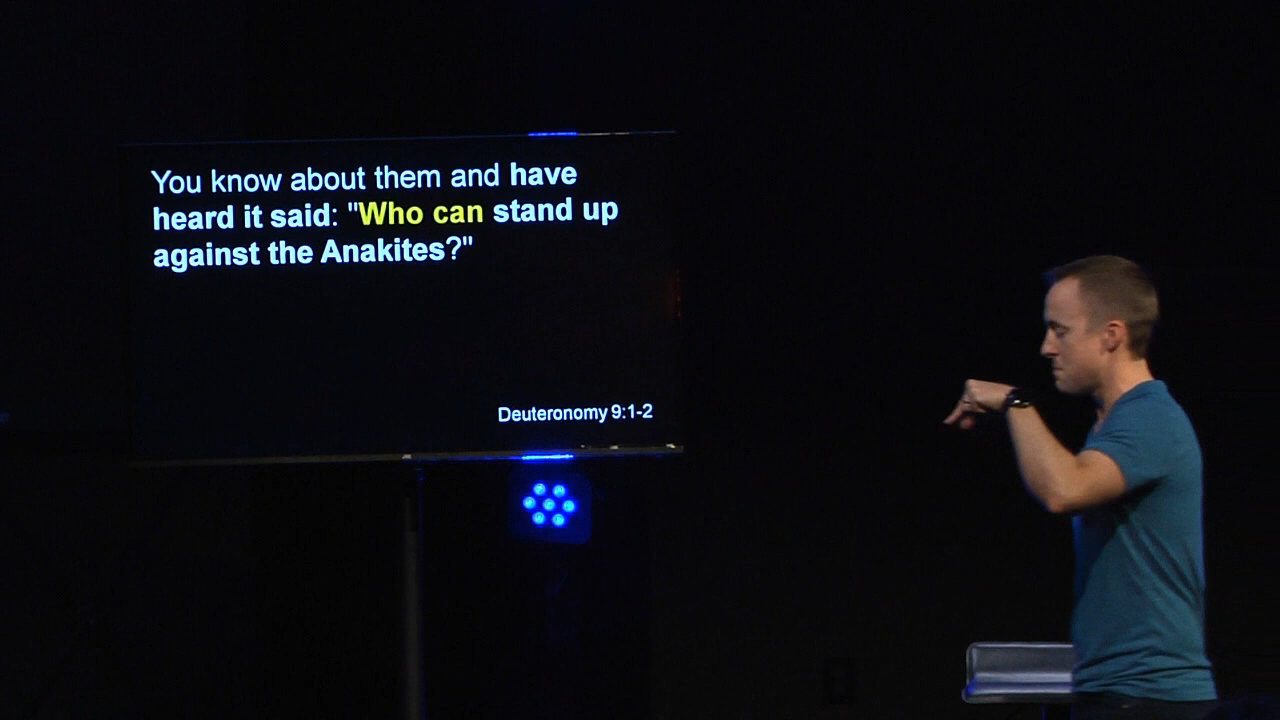 You know about them and have
heard it said: "Who can stand up
against the Anakites?"
Deuteronomy 9:1-2